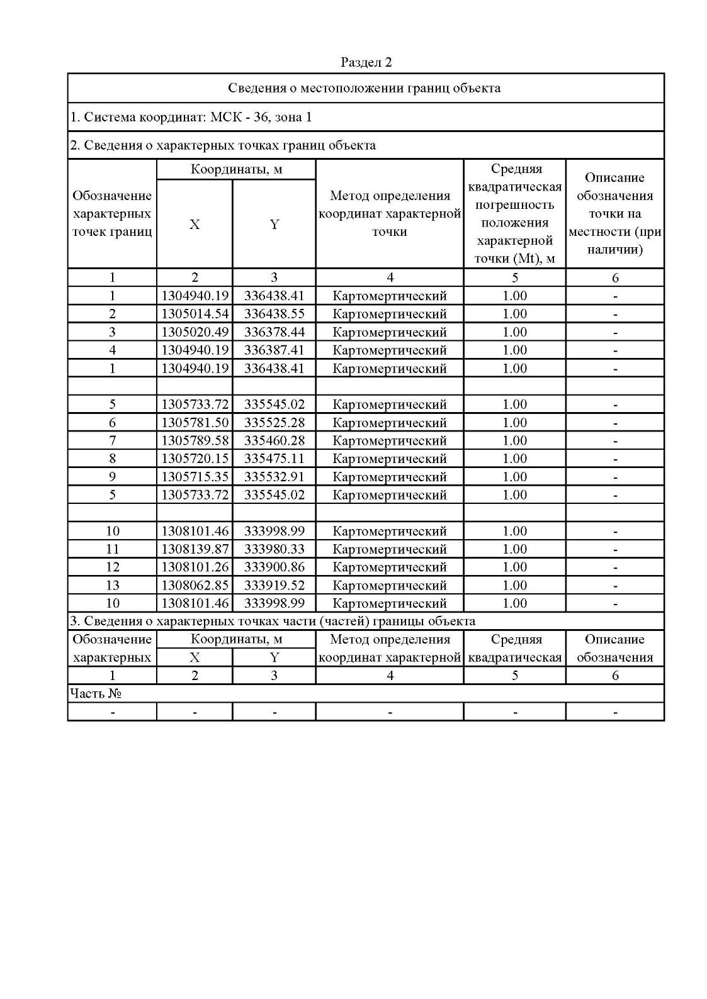 Раздел 2
Сведения о местоположении границ объекта
1. Система координат: МСК - 36, зона 1
2. Сведения о характерных точках границ объекта
Обозначение
характерных
точек границ
Координаты, м
X Y
Метод определения
координат характерной
точки
Средняя
квадратическая
погрешность
положения
характерной
точки (Mt), м
Описание
обозначения
точки на
местности (при
наличии)
1 2 3 4 5 6
1 1304940.19 336438.41 Картомертический 1.00 -
2 1305014.54 336438.55 Картомертический 1.00 -
3 1305020.49 336378.44 Картомертический 1.00 -
4 1304940.19 336387.41 Картомертический 1.00 -
1 1304940.19 336438.41 Картомертический 1.00 -
5 1305733.72 335545.02 Картомертический 1.00 -
6 1305781.50 335525.28 Картомертический 1.00 -
7 1305789.58 335460.28 Картомертический 1.00 -
8 1305720.15 335475.11 Картомертический 1.00 -
9 1305715.35 335532.91 Картомертический 1.00 -
5 1305733.72 335545.02 Картомертический 1.00 -
10 1308101.46 333998.99 Картомертический 1.00 -
11 1308139.87 333980.33 Картомертический 1.00 -
12 1308101.26 333900.86 Картомертический 1.00 -
13 1308062.85 333919.52 Картомертический 1.00 -
10 1308101.46 333998.99 Картомертический 1.00 -
3. Сведения о характерных точках части (частей) границы объекта
Обозначение
характерных
Координаты, м
X Y
Метод определения
координат характерной
Средняя
квадратическая
Описание
обозначения
1 2 3 4 5 6
Часть №
- - - - - -